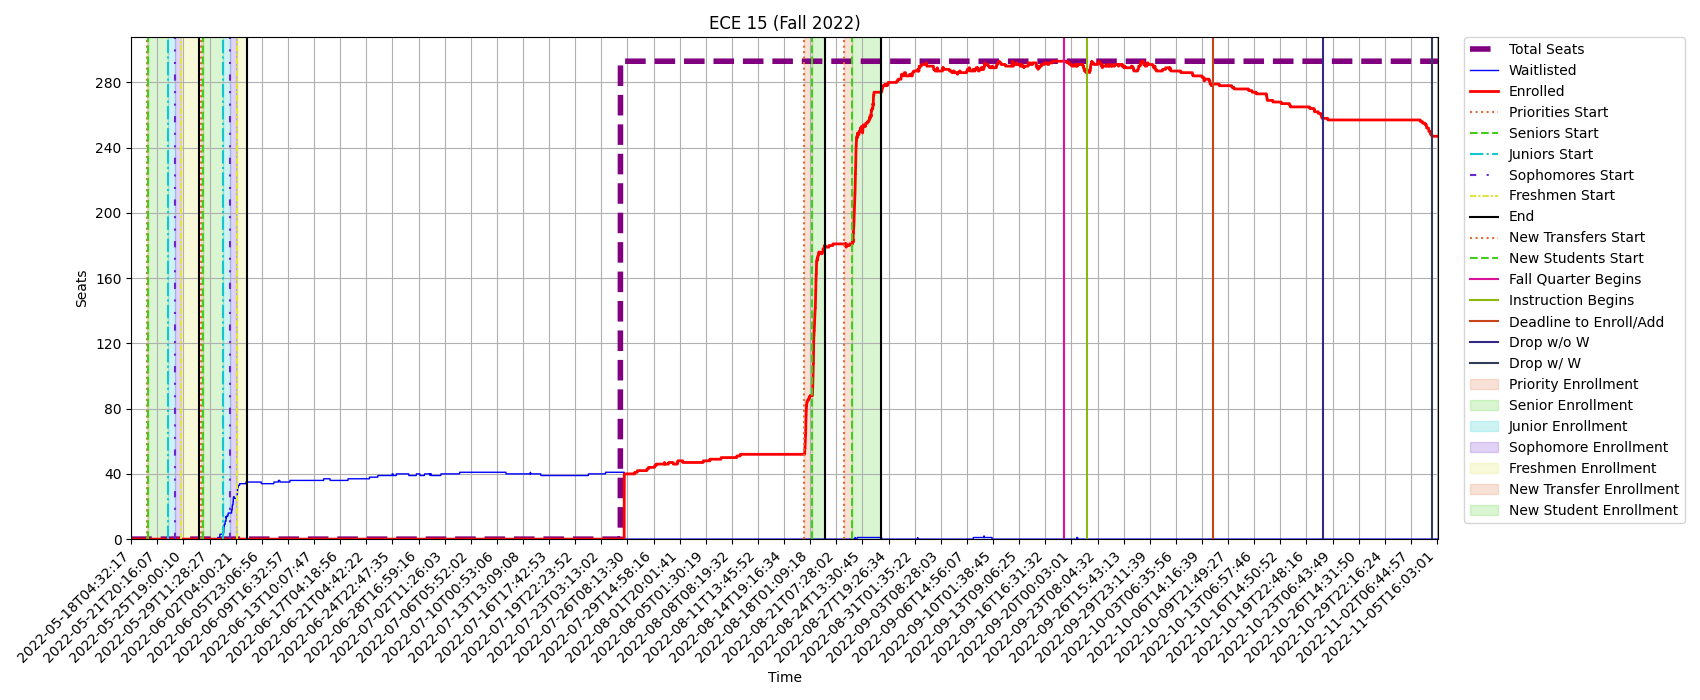 ECE 15 (Fall 2022)
Seats
280
240
200
160
120
80
40
0
2022-05-18T04:32:17
2022-05-21T20:16:07
2022-05-25T19:00:10
2022-05-29T11:28:27
2022-06-02T04:00:21
2022-06-05T23:06:56
2022-06-09T16:32:57
2022-06-13T10:07:47
2022-06-17T04:18:56
2022-06-21T04:42:22
2022-06-24T22:47:35
2022-06-28T16:59:16
2022-07-02T11:26:03
2022-07-06T05:52:02
2022-07-10T00:53:06
2022-07-13T13:09:08
2022-07-16T17:42:53
2022-07-19T22:23:52
2022-07-23T03:13:02
2022-07-26T08:13:30
2022-07-29T14:58:16
2022-08-01T20:01:41
2022-08-05T01:30:19
2022-08-08T08:19:32
2022-08-11T13:45:52
2022-08-14T19:16:34
2022-08-18T01:09:18
2022-08-21T07:28:02
2022-08-24T13:30:45
2022-08-27T19:26:34
2022-08-31T01:35:22
2022-09-03T08:28:03
2022-09-06T14:56:07
2022-09-10T01:38:45
2022-09-13T09:06:25
2022-09-16T16:31:32
2022-09-20T00:03:01
2022-09-23T08:04:32
2022-09-26T15:43:13
2022-09-29T23:11:39
2022-10-03T06:35:56
2022-10-06T14:16:39
2022-10-09T21:49:27
2022-10-13T06:57:46
2022-10-16T14:50:52
2022-10-19T22:48:16
2022-10-23T06:43:49
2022-10-26T14:31:50
2022-10-29T22:16:24
2022-11-02T06:44:57
2022-11-05T16:03:01
Time
Total Seats
Waitlisted
Enrolled
Priorities Start
Seniors Start
Juniors Start
Sophomores Start
Freshmen Start
End
New Transfers Start
New Students Start
Fall Quarter Begins
Instruction Begins
Deadline to Enroll/Add
Drop w/o W
Drop w/ W
Priority Enrollment
Senior Enrollment
Junior Enrollment
Sophomore Enrollment
Freshmen Enrollment
New Transfer Enrollment
New Student Enrollment